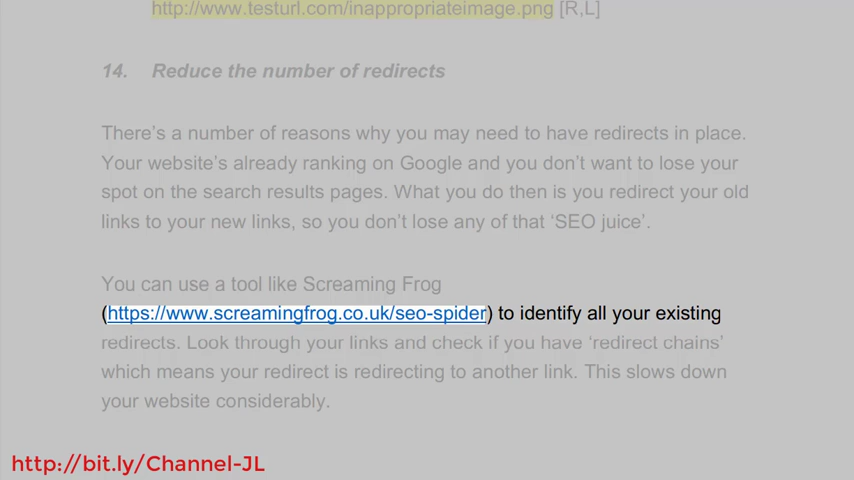 http://www.testurl.com/inappropriateimage.png [R,L]
14. Reduce the number of redirects
There's a number of reasons why you may need to have redirects in place.
Your website's already ranking on Google and you don't want to lose your
spot on the search results pages. What you do then is you redirect your old
links to your new links, so you don't lose any of that 'SEO juice'.
You can use a tool like Screaming Frog
(https://www.screamingfrog.co.uk/seo-spider) to identify all your existing
redirects. Look through your links and check if you have 'redirect chains'
which means your redirect is redirecting to another link. This slows down
your website considerably.
http://bit.ly/Channel-JL